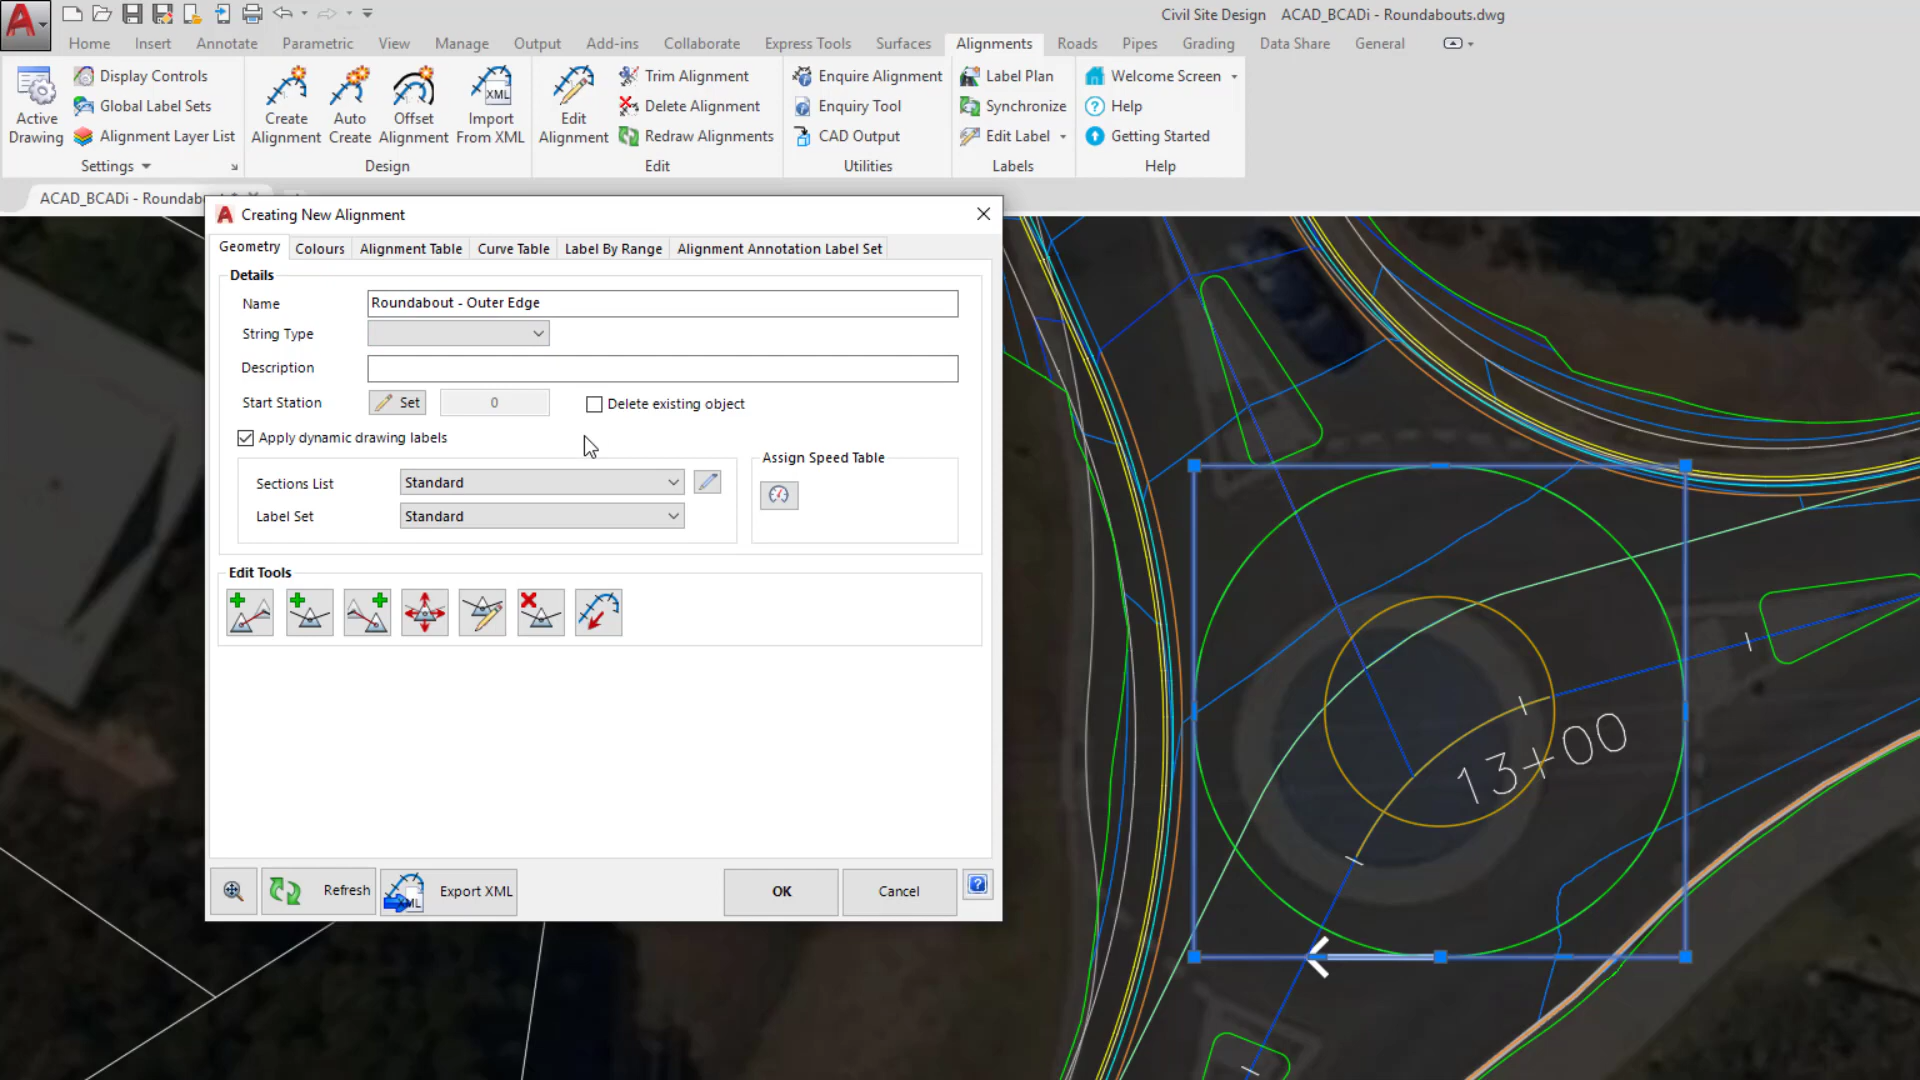 Civil Site Design ACAD_BCADi - Roundabouts.dwg
Home Insert Annotate Parametric View Manage Output Add-ins Collaborate Express Tools Surfaces Alignments Roads Pipes Grading Data Share General
Active Drawing
Display Controls
Global Label Sets
Alignment Layer List
Settings
Create Alignment
Auto Create
Offset Alignment
XML
Import From XML
Design
Edit Alignment
Trim Alignment
Delete Alignment
Redraw Alignments
Edit
Enquire Alignment
Enquiry Tool
CAD Output
Utilities
Label Plan
Synchronize
Edit Label
Labels
Welcome Screen
Help
Getting Started
Help
ACAD_BCADi - Roundabo
Creating New Alignment
Geometry Colours Alignment Table Curve Table Label By Range Alignment Annotation Label Set
Details
Name Roundabout - Outer Edge
String Type
Description
Start Station Set 0 Delete existing object
Apply dynamic drawing labels
Assign Speed Table
Sections List Standard
Label Set Standard
Edit Tools
Refresh
XML
Export XML
OK
Cancel
13+00